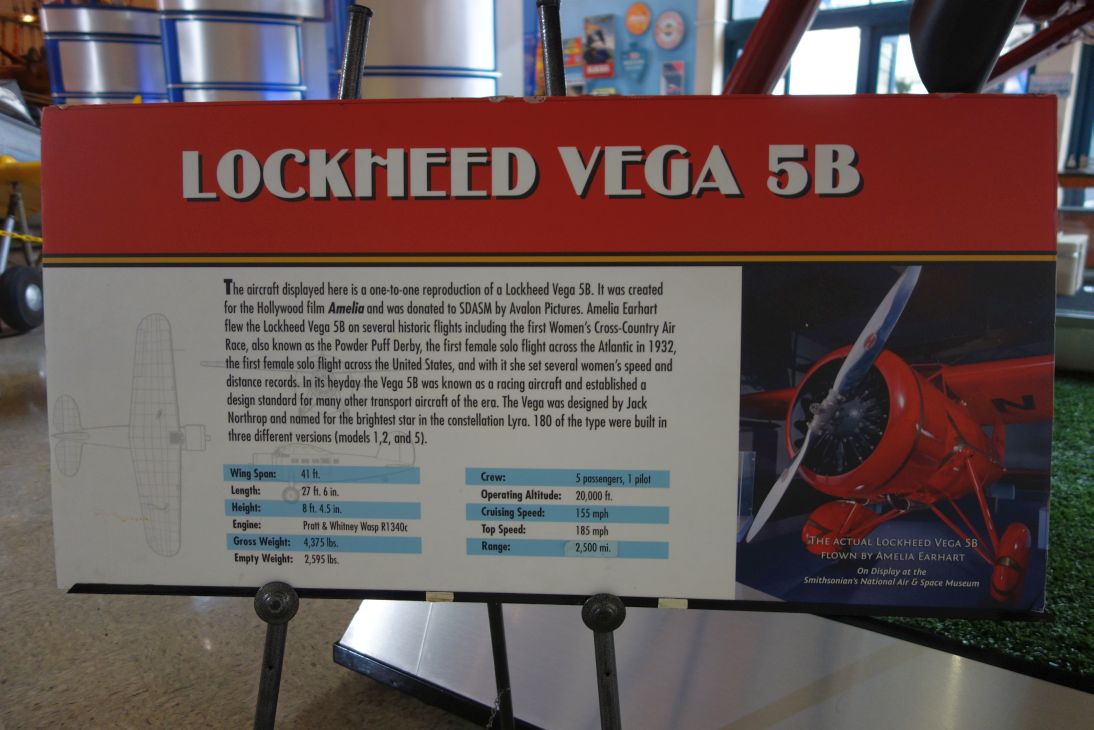 LOCKHEED VEGA 5B
The aircraft displayed here is a one-to-one reproduction of a Lockheed Vega 5B. It was created
for the Hollywood film Amelia and was donated to SDASM by Avalon Pictures. Amelia Earhart
flew the Lockheed Vega 5B on several historic flights including the first Women's Cross-Country Air
Race, also known as the Powder Puff Derby, the first female solo flight across the Atlantic in 1932,
the first female solo flight across the United States, and with it she set several women's speed and
distance records. In its heyday the Vega 5B was known as a racing aircraft and established a
design standard for many other transport aircraft of the era. The Vega was designed by Jack
Northrop and named for the brightest star in the constellation Lyra. 180 of the type were built in
three different versions (models 1,2, and 5).
Wing Span: 41 ft.
Length: 27 ft. 6 in.
Height: 8 ft. 4.5 in.
Engine: Pratt & Whitney Wasp R1340c
Gross Weight: 4,375 lbs.
Empty Weight: 2,595 lbs.
Crew: 5 passengers, 1 pilot
Operating Altitude: 20,000 ft.
Cruising Speed: 155 mph
Top Speed: 185 mph
Range: 2,500 mi.
N
THE ACTUAL LOCKHEED VEGA 5B
FLOWN BY AMELIA EARHART
On Display at the
Smithsonian's National Air & Space Museum